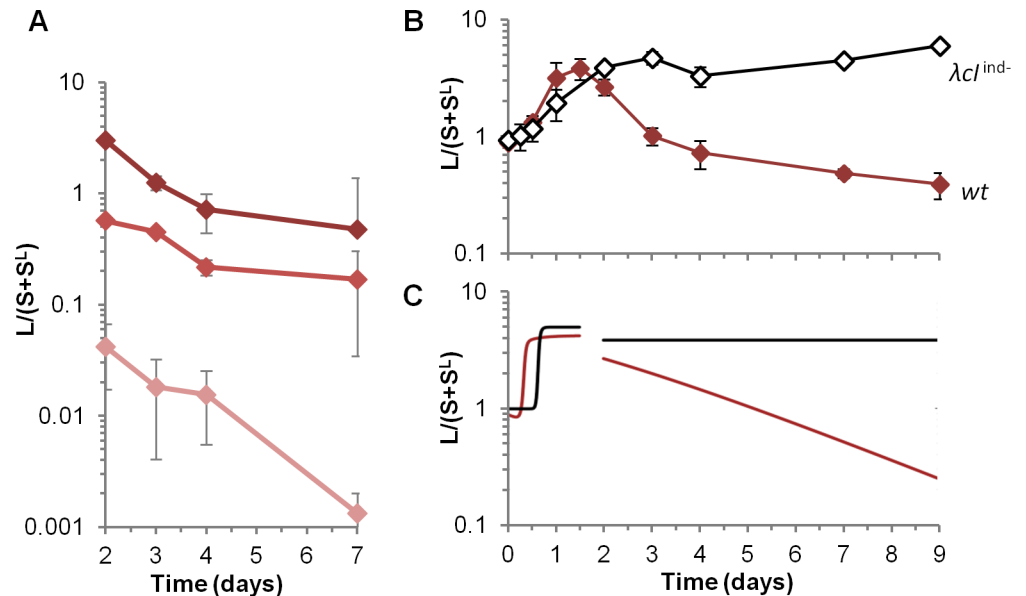 A
10
1
0.1
0.01
0.001
L/(S+S^L)
2 3 4 5 6 7
Time (days)
B
10
1
0.1
L/(S+S^L)
λcI^ind-
wt
C
10
1
0.1
L/(S+S^L)
0 1 2 3 4 5 6 7 8 9
Time (days)